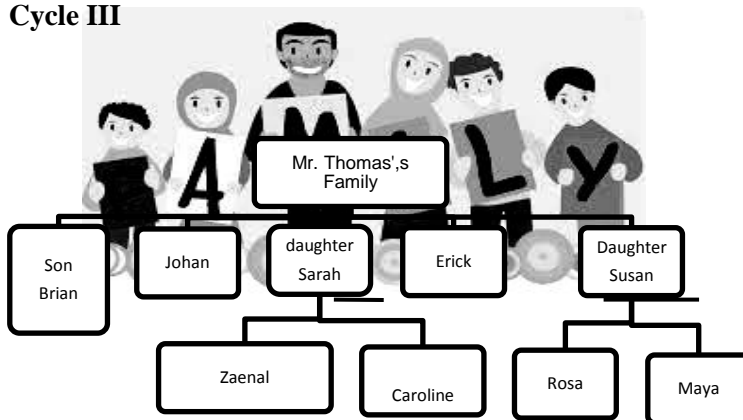 Cycle III
A M L Y
Mr. Thomas',s
Family
Son
Brian
Johan
daughter
Sarah
Erick
Daughter
Susan
Zaenal
Caroline
Rosa
Maya